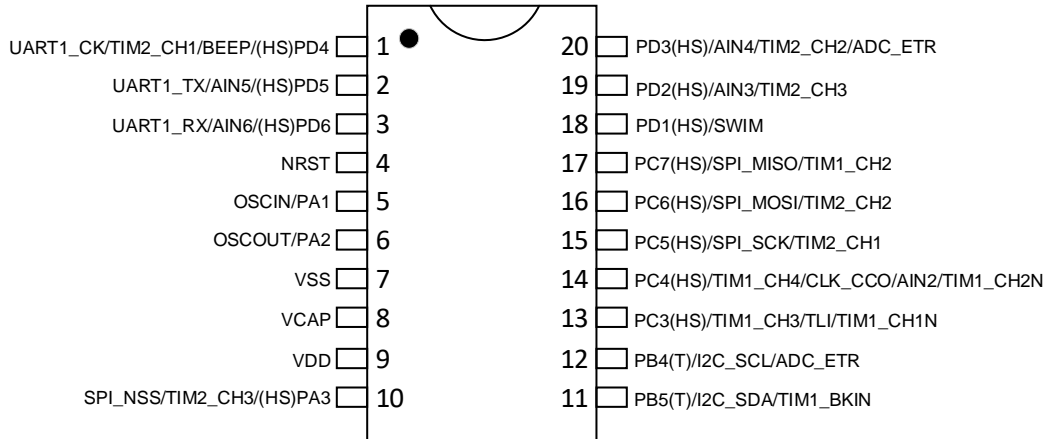 UART1_CK/TIM2_CH1/BEEP/(HS)PD4 1 20 PD3(HS)/AIN4/TIM2_CH2/ADC_ETR
UART1_TX/AIN5/(HS)PD5 2 19 PD2(HS)/AIN3/TIM2_CH3
UART1_RX/AIN6/(HS)PD6 3 18 PD1(HS)/SWIM
NRST 4 17 PC7(HS)/SPI_MISO/TIM1_CH2
OSCIN/PA1 5 16 PC6(HS)/SPI_MOSI/TIM2_CH2
OSCOUT/PA2 6 15 PC5(HS)/SPI_SCK/TIM2_CH1
VSS 7 14 PC4(HS)/TIM1_CH4/CLK_CCO/AIN2/TIM1_CH2N
VCAP 8 13 PC3(HS)/TIM1_CH3/TLI/TIM1_CH1N
VDD 9 12 PB4(T)/I2C_SCL/ADC_ETR
SPI_NSS/TIM2_CH3/(HS)PA3 10 11 PB5(T)/I2C_SDA/TIM1_BKIN